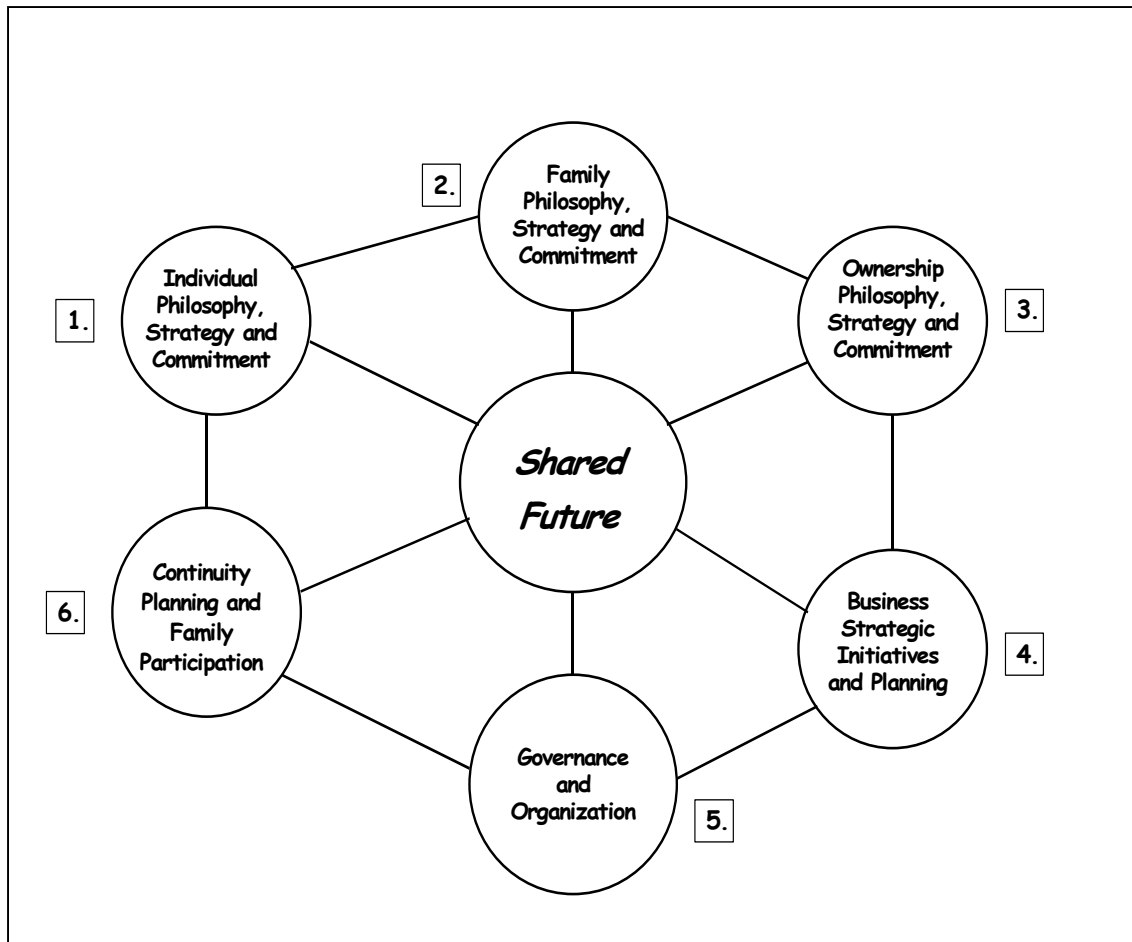 2.
Family
Philosophy,
Strategy and
Commitment
1.
Individual
Philosophy,
Strategy and
Commitment
Ownership
Philosophy,
Strategy and
Commitment
3.
Shared
Future
6.
Continuity
Planning and
Family
Participation
Business
Strategic
Initiatives
and Planning
4.
Governance
and
Organization
5.